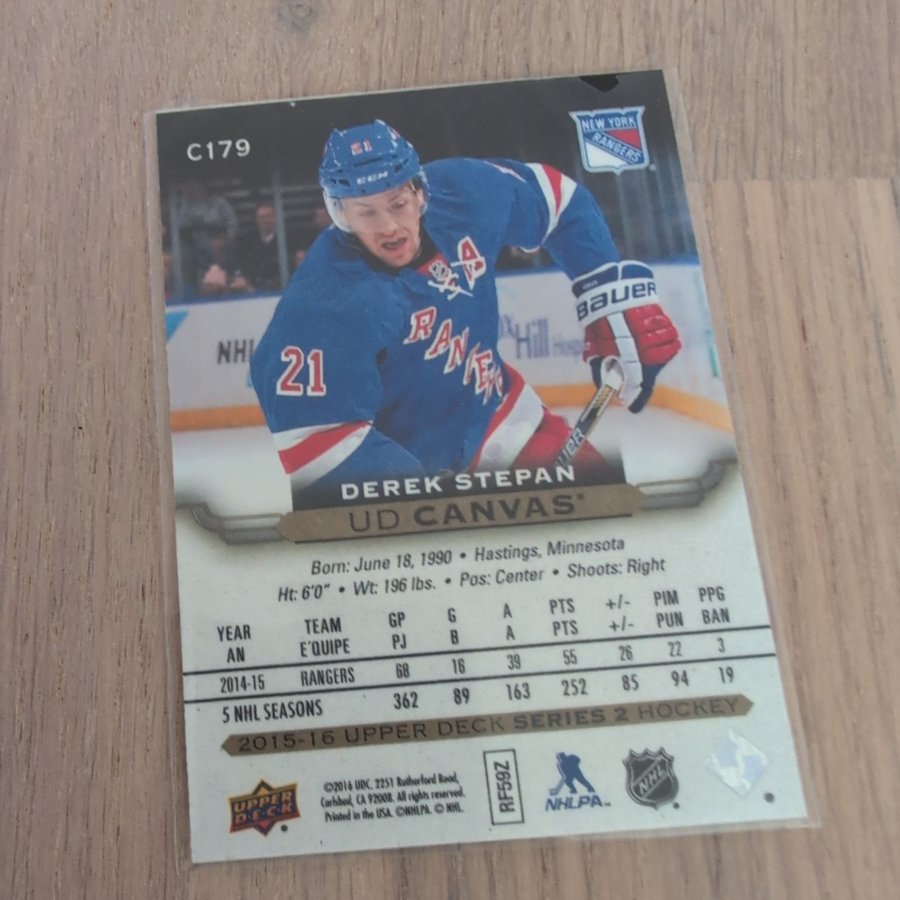 C179
NEW YORK
RANGERS
21
CCM
A
BAUER
RANGERS
NHL
Hill
21
DEREK STEPAN
UD CANVAS
Born: June 18, 1990 • Hastings, Minnesota
Ht: 6'0" • Wt: 196 lbs. • Pos: Center • Shoots: Right
YEAR TEAM GP G A PTS +/- PIM PPG
AN E'QUIPE PJ B A PTS +/- PUN BAN
2014-15 RANGERS 68 16 39 55 26 22 3
5 NHL SEASONS 362 89 163 252 85 94 19
2015-16 UPPER DECK SERIES 2 HOCKEY
UPPER DECK
©2016 UDC. 2251 Rutherford Road,
Carlsbad, CA 92008. All rights reserved.
Printed in the USA. ©NHLPA. © NHL.
RF59Z
NHLPA
NHL